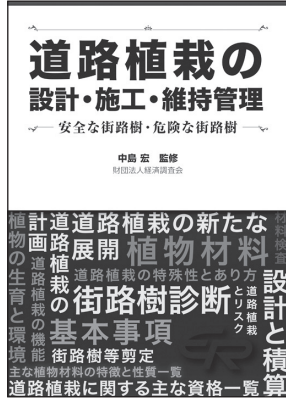 道路植栽の
設計・施工・維持管理
安全な街路樹・危険な街路樹
中島 宏 監修
財団法人経済調査会
植物の生育と環境
計画
道路植栽の機能
道路植栽の
道路植栽の新たな
展開
植物材料
材料検査
道路植栽の特殊性とあり方
街路樹診断
道路植栽
とリスク
設計と積算
基本事項
街路樹等剪定
主な植物材料の特徴と性質一覧
道路植栽に関する主な資格一覧